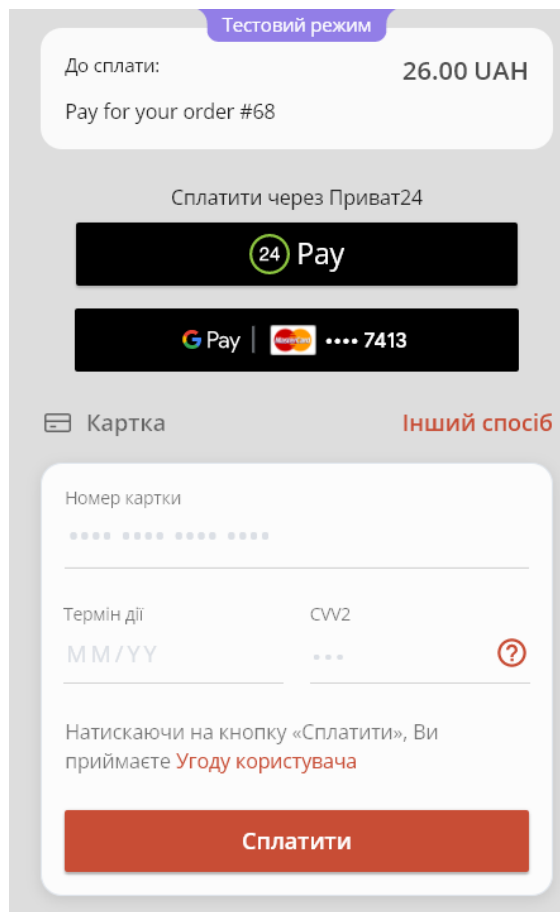 Тестовий режим
До сплати:
26.00 UAH
Pay for your order #68
Сплатити через Приват24
24 Pay
G Pay | MasterCard •••• 7413
Картка
Інший спосіб
Номер картки
•••• •••• •••• ••••
Термін дії
CVV2
MM/YY
•••
?
Натискаючи на кнопку «Сплатити», Ви
приймаєте Угоду користувача
Сплатити